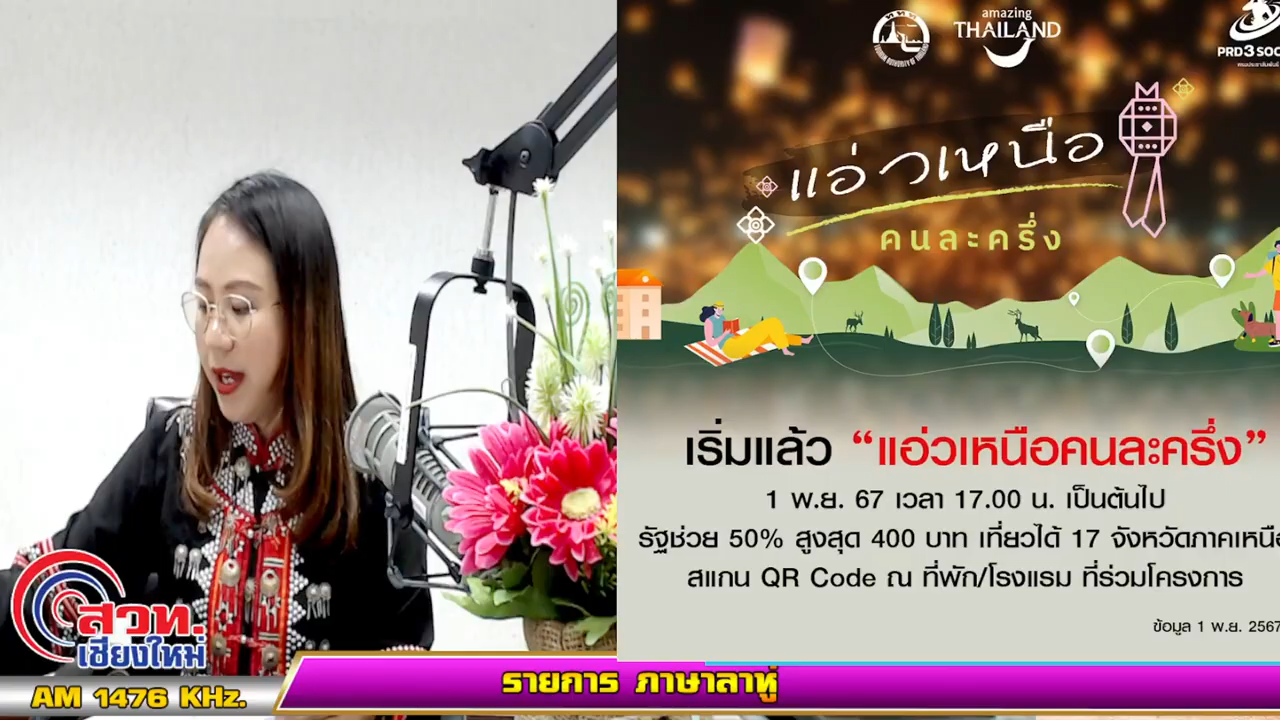 amazing
THAILAND
TOURISM AUTHORITY OF THAILAND
PRD3 SOC
แอ่วเหนือ
คนละครึ่ง
เริ่มแล้ว “แอ่วเหนือคนละครึ่ง”
1 พ.ย. 67 เวลา 17.00 น. เป็นต้นไป
รัฐช่วย 50% สูงสุด 400 บาท เที่ยวได้ 17 จังหวัดภาคเหนือ
สแกน QR Code ณ ที่พัก/โรงแรม ที่ร่วมโครงการ
ข้อมูล 1 พ.ย. 2567
สวท.
เชียงใหม่
AM 1476 KHz.
รายการ ภาษาลาหู่